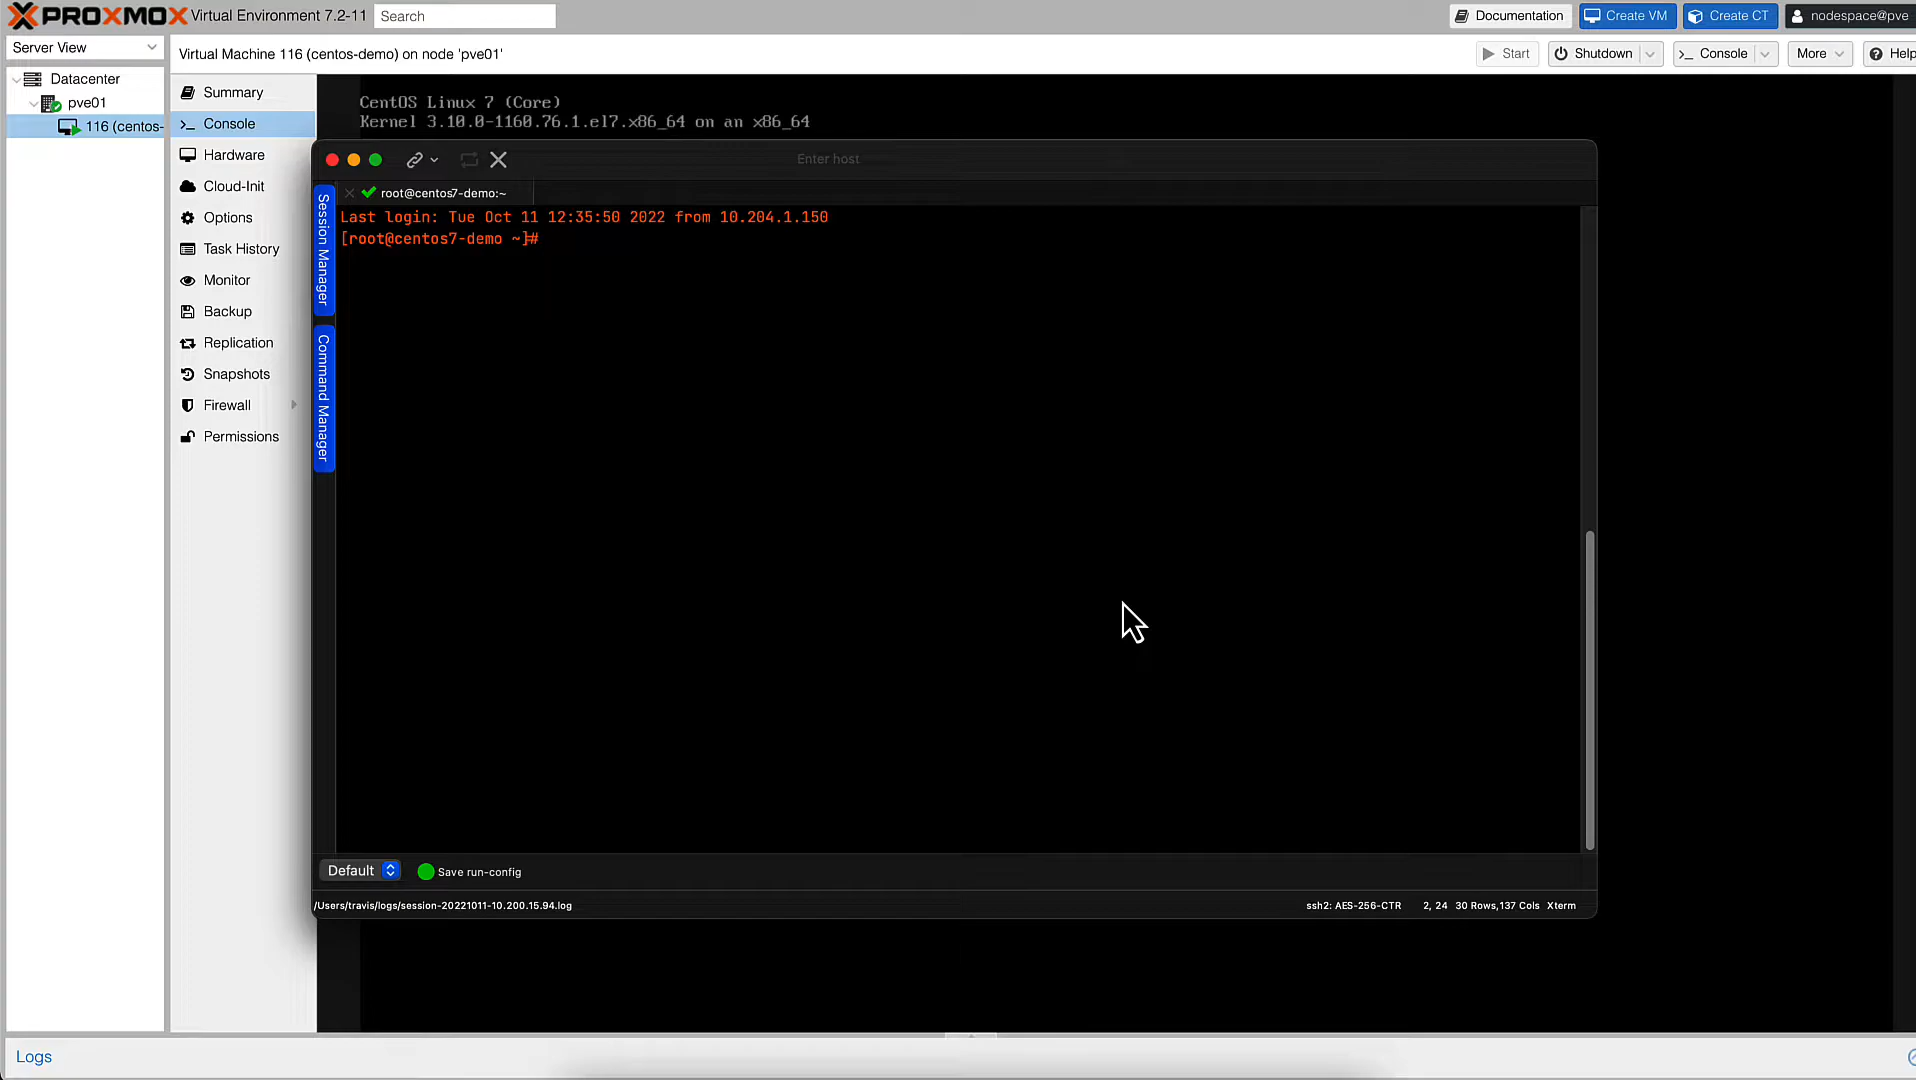 PROXMOX Virtual Environment 7.2-11 Search Documentation Create VM Create CT nodespace@pve
Server View
Virtual Machine 116 (centos-demo) on node 'pve01' Start Shutdown Console More Help
Datacenter
pve01
116 (centos-
Summary
Console
Hardware
Cloud-Init
Options
Task History
Monitor
Backup
Replication
Snapshots
Firewall
Permissions
CentOS Linux 7 (Core)
Kernel 3.10.0-1160.76.1.el7.x86_64 on an x86_64
Enter host
root@centos7-demo:~
Session Manager
Command Manager
Last login: Tue Oct 11 12:35:50 2022 from 10.204.1.150
[root@centos7-demo ~]#
Default Save run-config
/Users/travis/logs/session-20221011-10.200.15.94.log ssh2: AES-256-CTR 2, 24 30 Rows,137 Cols Xterm
Logs